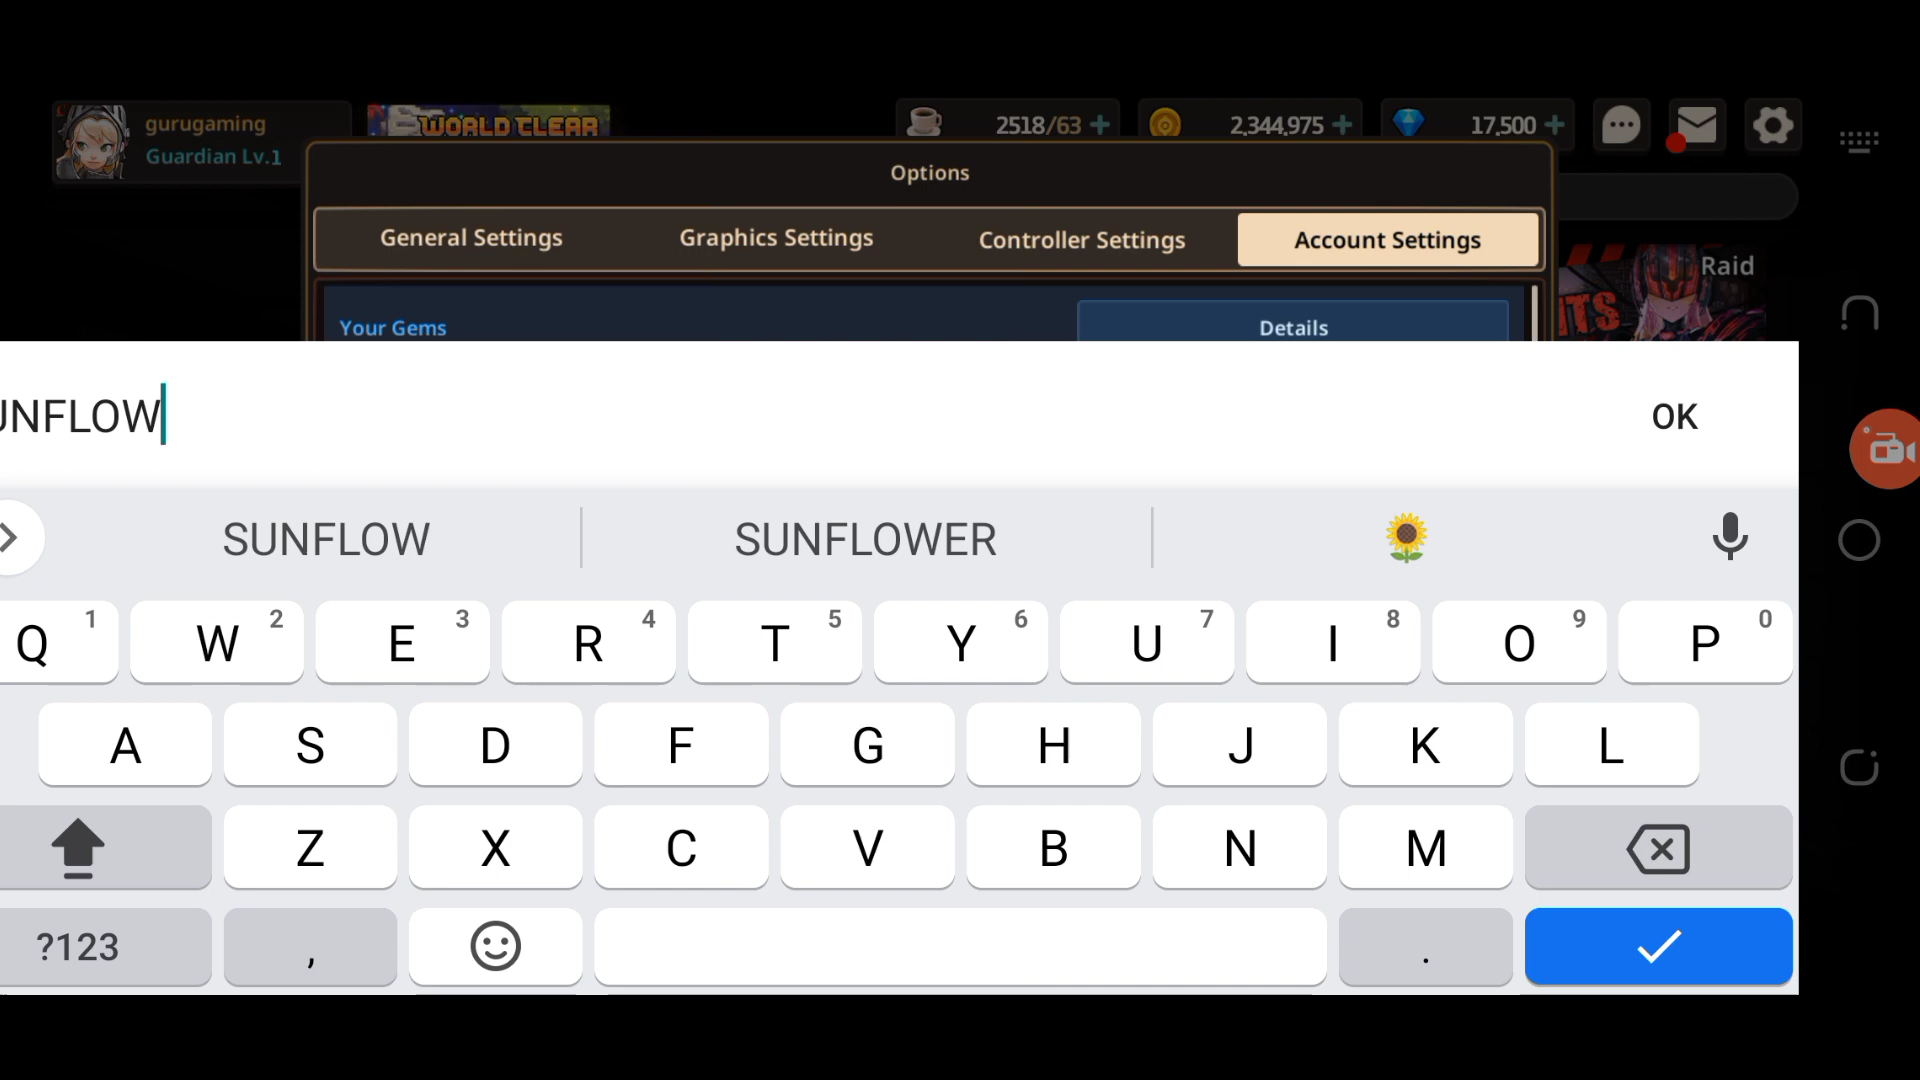 gurugaming
WORLD CLEAR
2518/63
2,344,975
17,500
Guardian Lv.1
Options
General Settings
Graphics Settings
Controller Settings
Account Settings
Raid
Your Gems
Details
UNFLOW
OK
SUNFLOW
SUNFLOWER
Q 1 W 2 E 3 R 4 T 5 Y 6 U 7 I 8 O 9 P 0
A S D F G H J K L
Z X C V B N M
?123 , .